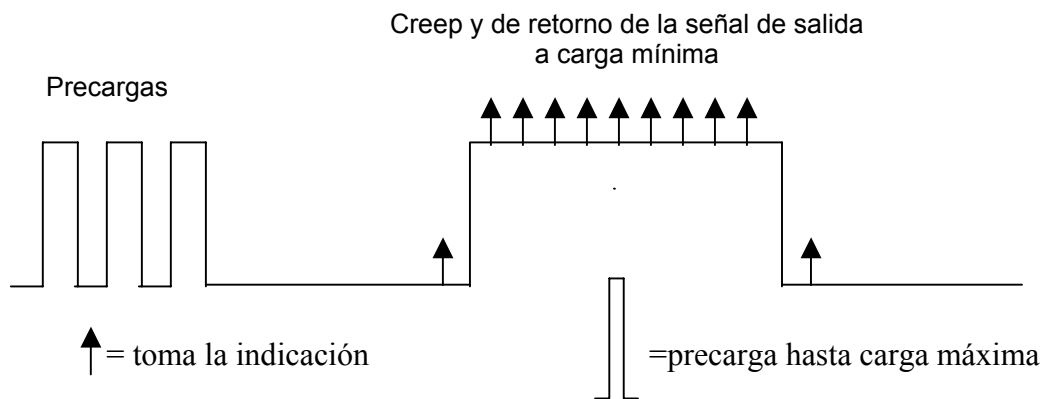 Creep y de retorno de la señal de salida
a carga mínima
Precargas
= toma la indicación
=precarga hasta carga máxima